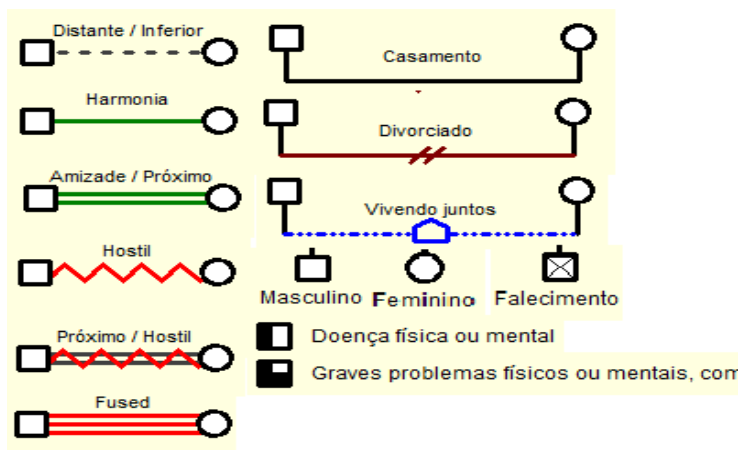 Distante / Inferior
Harmonia
Amizade / Próximo
Hostil
Próximo / Hostil
Fused
Casamento
Divorciado
Vivendo juntos
Masculino
Feminino
Falecimento
Doença física ou mental
Graves problemas físicos ou mentais, com